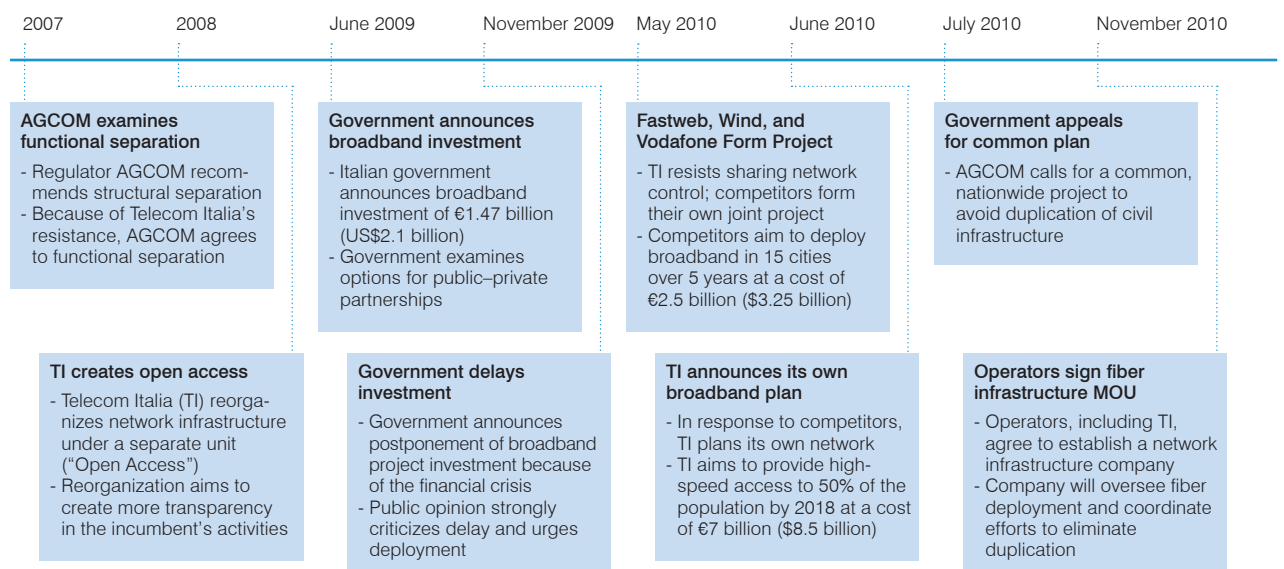 2007
2008
June 2009
November 2009
May 2010
June 2010
July 2010
November 2010
AGCOM examines
functional separation
- Regulator AGCOM recom-
mends structural separation
- Because of Telecom Italia’s
resistance, AGCOM agrees
to functional separation
TI creates open access
- Telecom Italia (TI) reorga-
nizes network infrastructure
under a separate unit
(“Open Access”)
- Reorganization aims to
create more transparency
in the incumbent’s activities
Government announces
broadband investment
- Italian government
announces broadband
investment of €1.47 billion
(US$2.1 billion)
- Government examines
options for public–private
partnerships
Government delays
investment
- Government announces
postponement of broadband
project investment because
of the financial crisis
- Public opinion strongly
criticizes delay and urges
deployment
Fastweb, Wind, and
Vodafone Form Project
- TI resists sharing network
control; competitors form
their own joint project
- Competitors aim to deploy
broadband in 15 cities
over 5 years at a cost of
€2.5 billion ($3.25 billion)
TI announces its own
broadband plan
- In response to competitors,
TI plans its own network
- TI aims to provide high-
speed access to 50% of the
population by 2018 at a cost
of €7 billion ($8.5 billion)
Government appeals
for common plan
- AGCOM calls for a common,
nationwide project to
avoid duplication of civil
infrastructure
Operators sign fiber
infrastructure MOU
- Operators, including TI,
agree to establish a network
infrastructure company
- Company will oversee fiber
deployment and coordinate
efforts to eliminate
duplication